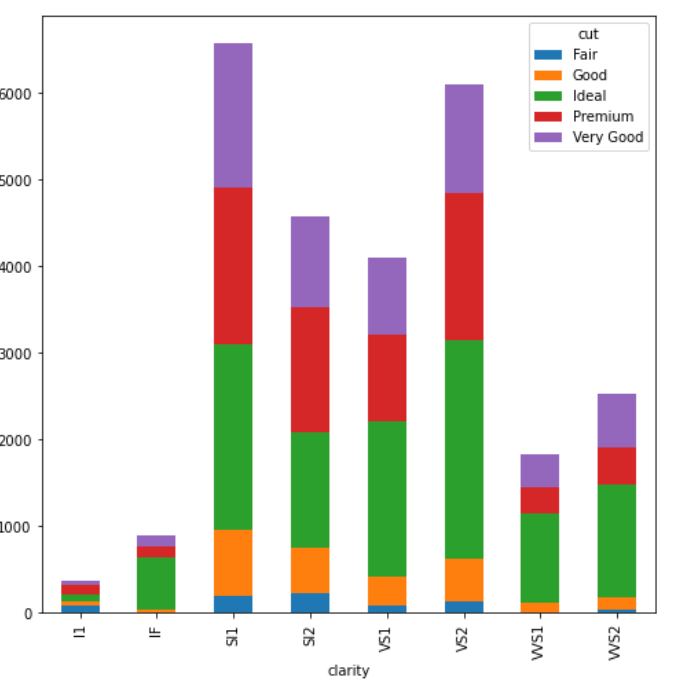 cut
Fair
Good
Ideal
Premium
Very Good
6000
5000
4000
3000
2000
1000
0
I1
IF
SI1
SI2
VS1
VS2
VVS1
VVS2
clarity